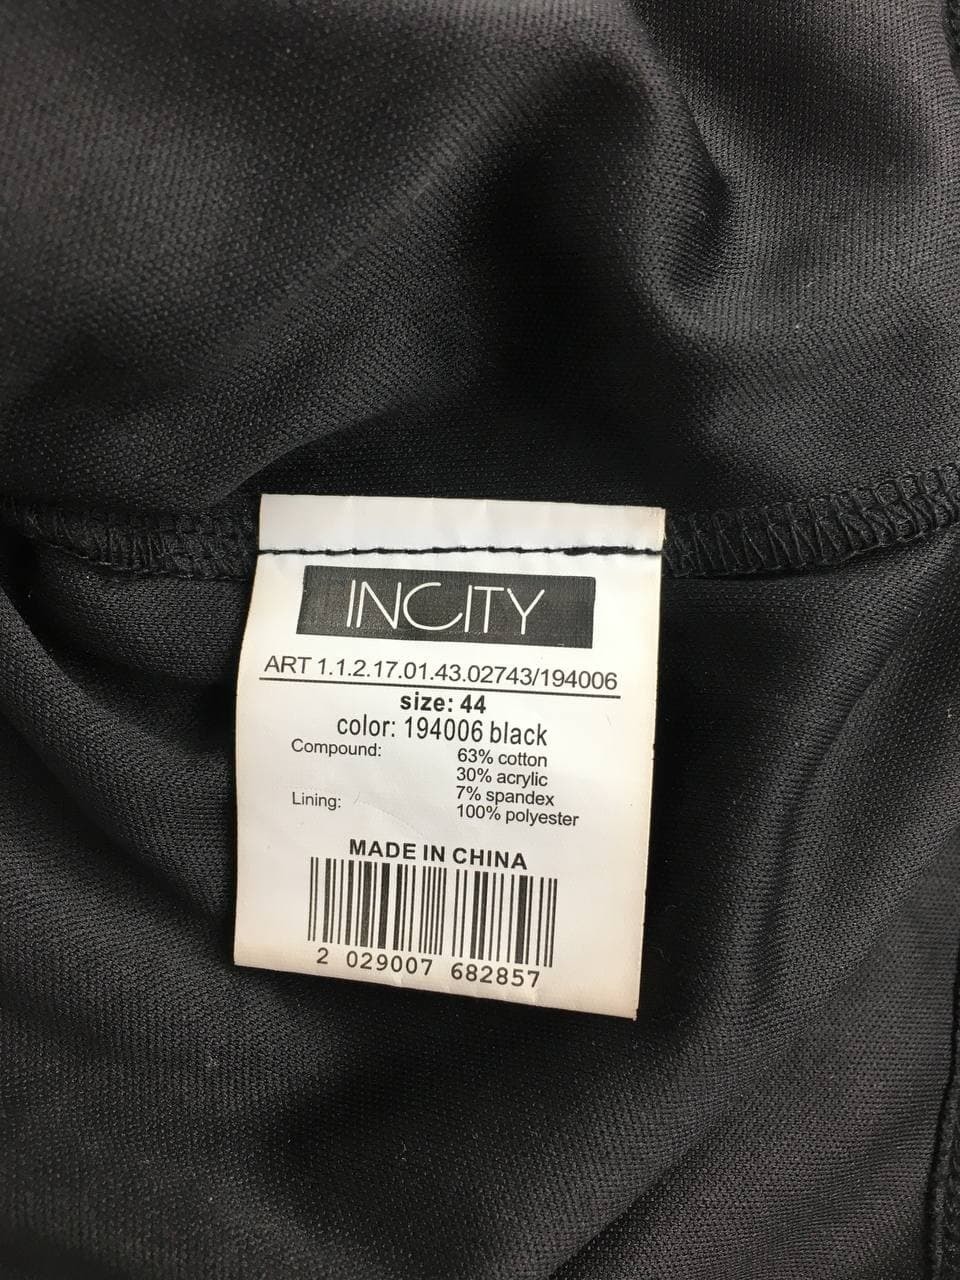 INCITY
ART 1.1.2.17.01.43.02743/194006
size: 44
color: 194006 black
Compound: 63% cotton
30% acrylic
7% spandex
Lining: 100% polyester
MADE IN CHINA
2 029007 682857